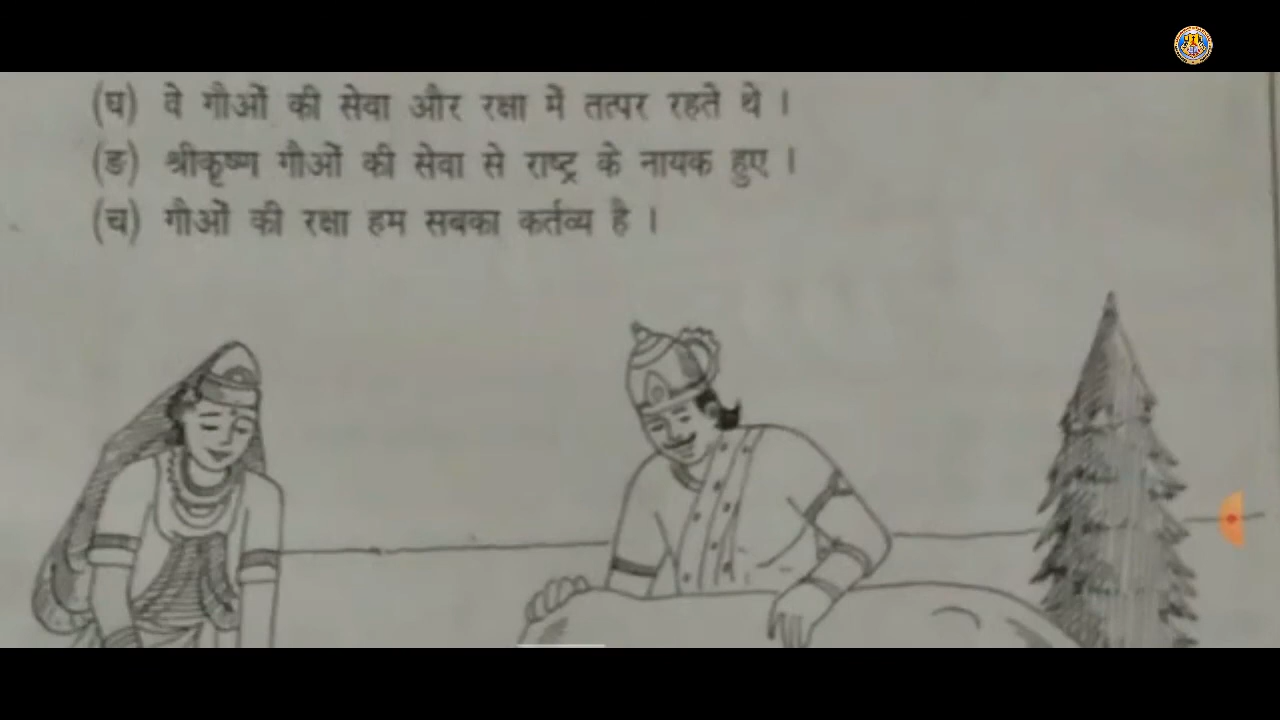 (घ) वे गौओं की सेवा और रक्षा में तत्पर रहते थे ।
(ङ) श्रीकृष्ण गौओं की सेवा से राष्ट्र के नायक हुए ।
(च) गौओं की रक्षा हम सबका कर्तव्य है ।